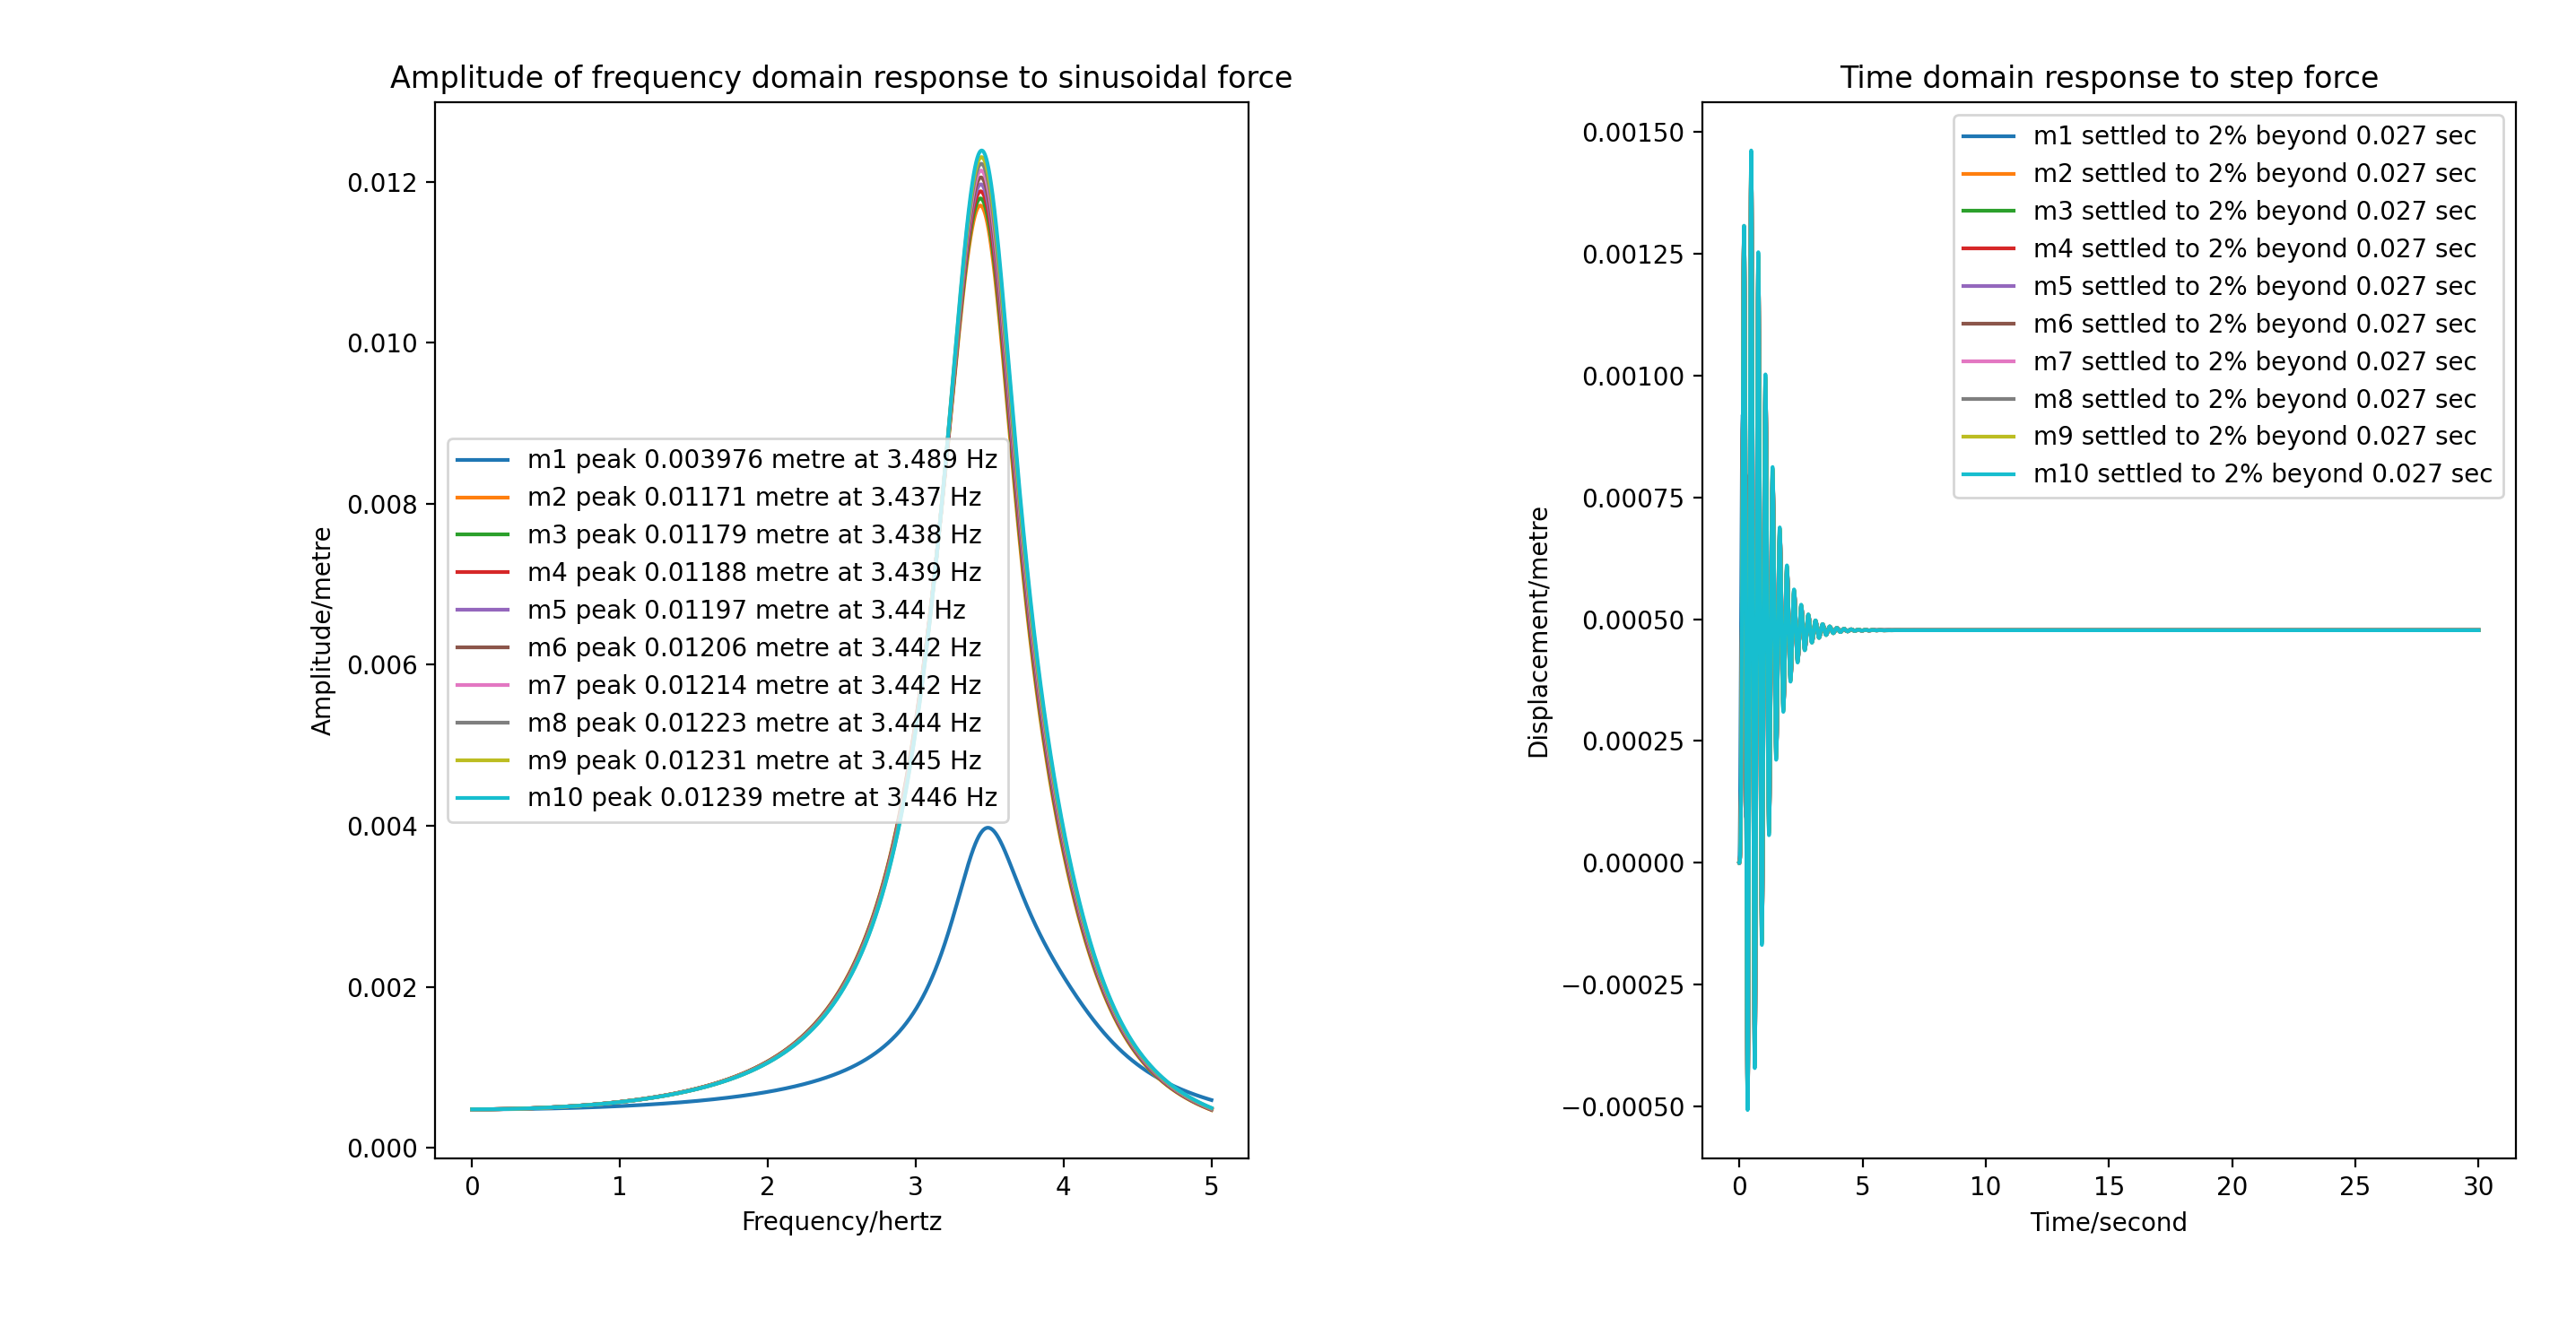 Amplitude of frequency domain response to sinusoidal force
0.012
0.010
0.008
0.006
0.004
0.002
0.000
Amplitude/metre
m1 peak 0.003976 metre at 3.489 Hz
m2 peak 0.01171 metre at 3.437 Hz
m3 peak 0.01179 metre at 3.438 Hz
m4 peak 0.01188 metre at 3.439 Hz
m5 peak 0.01197 metre at 3.44 Hz
m6 peak 0.01206 metre at 3.442 Hz
m7 peak 0.01214 metre at 3.442 Hz
m8 peak 0.01223 metre at 3.444 Hz
m9 peak 0.01231 metre at 3.445 Hz
m10 peak 0.01239 metre at 3.446 Hz
0 1 2 3 4 5
Frequency/hertz
Time domain response to step force
0.00150
0.00125
0.00100
0.00075
0.00050
0.00025
0.00000
−0.00025
−0.00050
Displacement/metre
m1 settled to 2% beyond 0.027 sec
m2 settled to 2% beyond 0.027 sec
m3 settled to 2% beyond 0.027 sec
m4 settled to 2% beyond 0.027 sec
m5 settled to 2% beyond 0.027 sec
m6 settled to 2% beyond 0.027 sec
m7 settled to 2% beyond 0.027 sec
m8 settled to 2% beyond 0.027 sec
m9 settled to 2% beyond 0.027 sec
m10 settled to 2% beyond 0.027 sec
0 5 10 15 20 25 30
Time/second